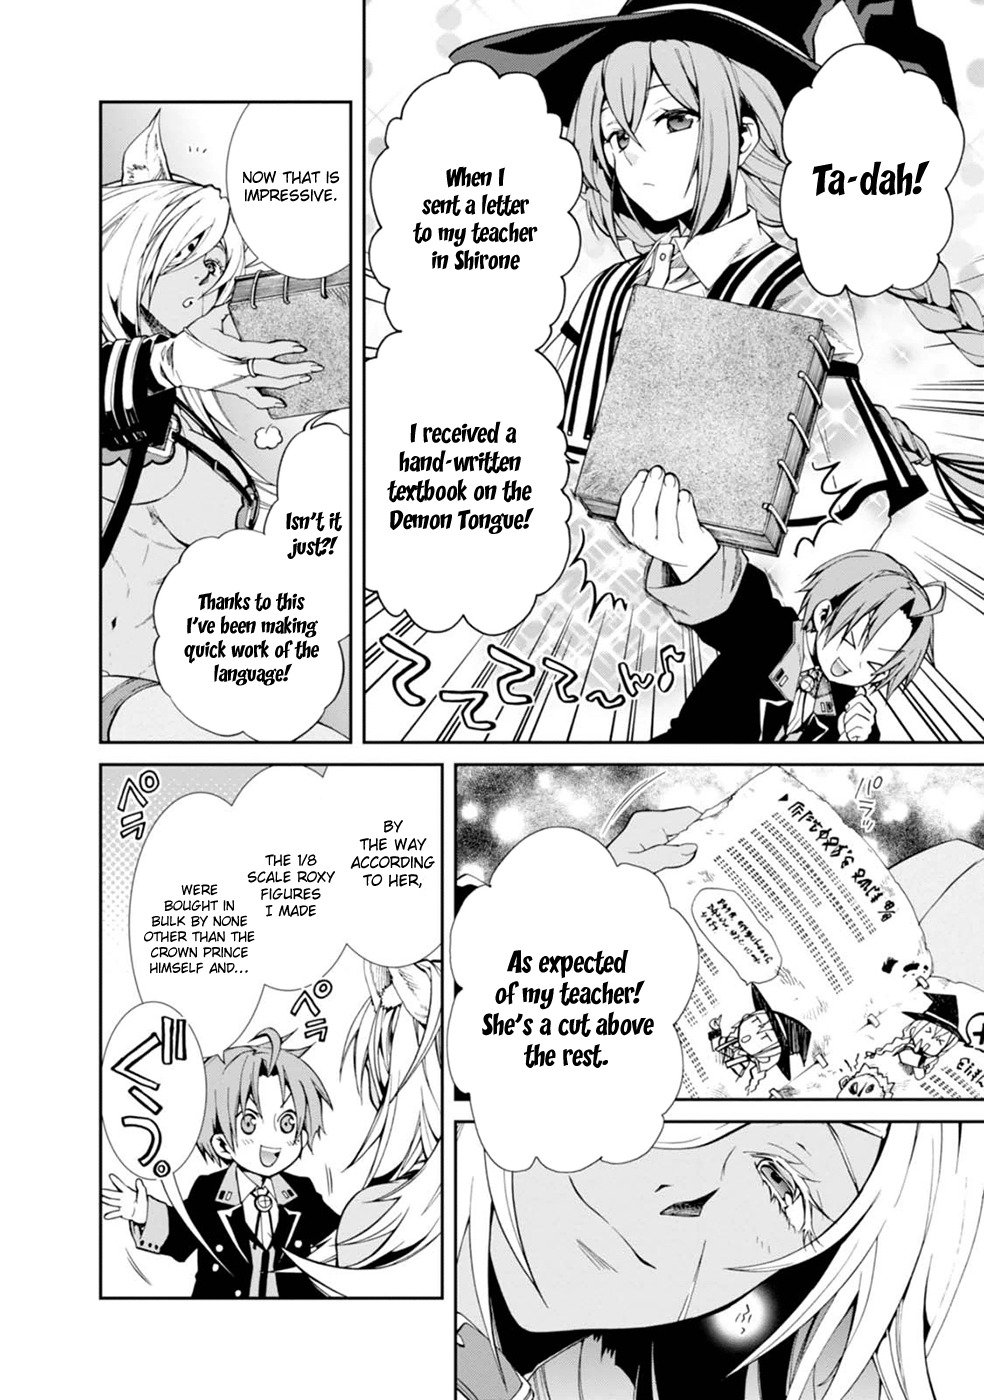 Ta-dah!
When I
sent a letter
to my teacher
in Shirone
I received a
hand-written
textbook on the
Demon Tongue!
てててて~ん♪
NOW THAT IS
IMPRESSIVE.
Isn't it
just?!
Thanks to this
I've been making
quick work of the
language!
As expected
of my teacher!
She's a cut above
the rest.
BY
THE WAY
ACCORDING
TO HER,
THE 1/8
SCALE ROXY
FIGURES
I MADE
WERE
BOUGHT IN
BULK BY NONE
OTHER THAN THE
CROWN PRINCE
HIMSELF AND...
ペラ
ペラ